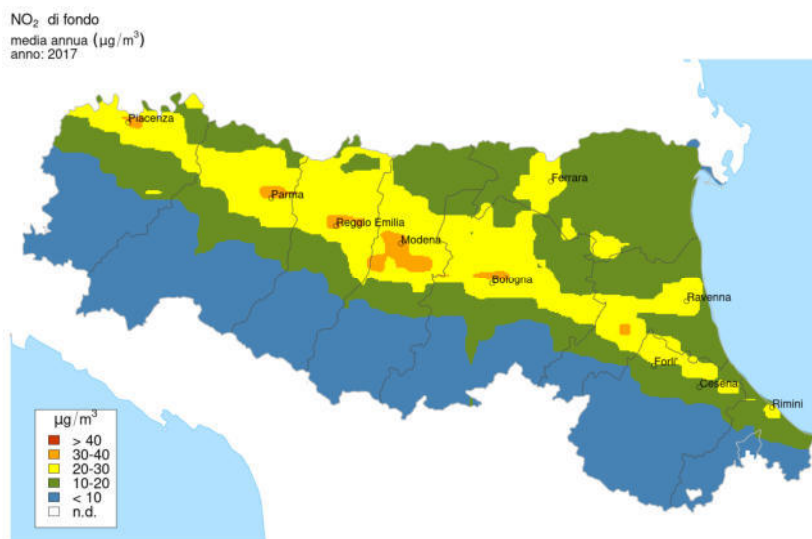 NO₂ di fondo
media annua (µg/m³)
anno: 2017
Piacenza
Parma
Reggio Emilia
Modena
Ferrara
Bologna
Ravenna
Forli'
Cesena
Rimini
µg/m³
> 40
30-40
20-30
10-20
< 10
n.d.